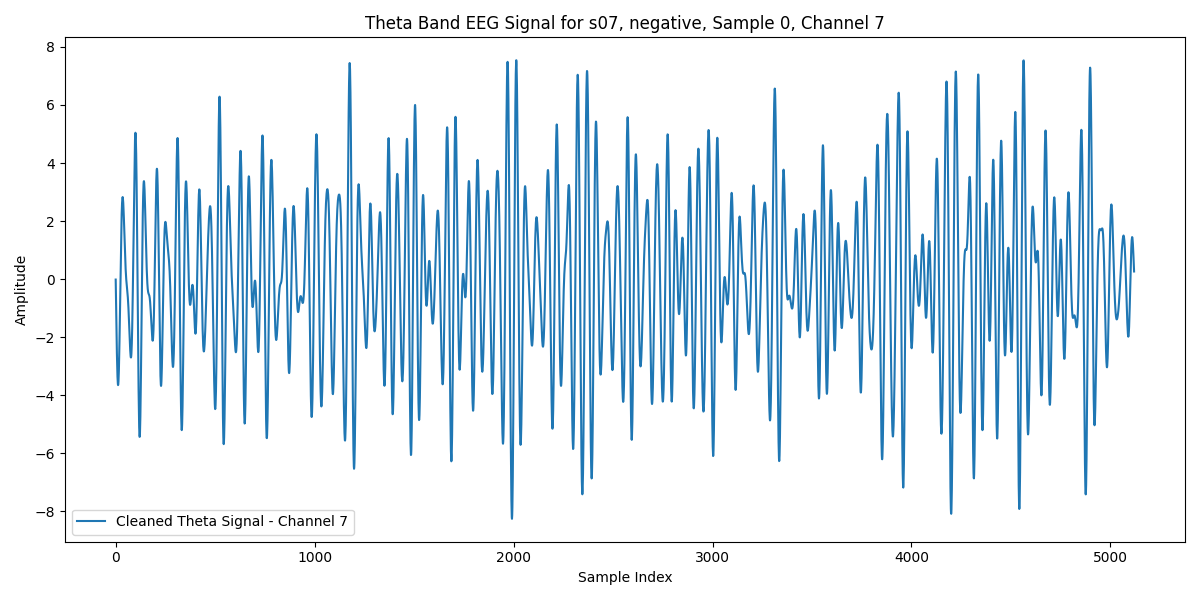 Theta Band EEG Signal for s07, negative, Sample 0, Channel 7
8
6
4
2
0
−2
−4
−6
−8
Amplitude
Cleaned Theta Signal - Channel 7
0 1000 2000 3000 4000 5000
Sample Index